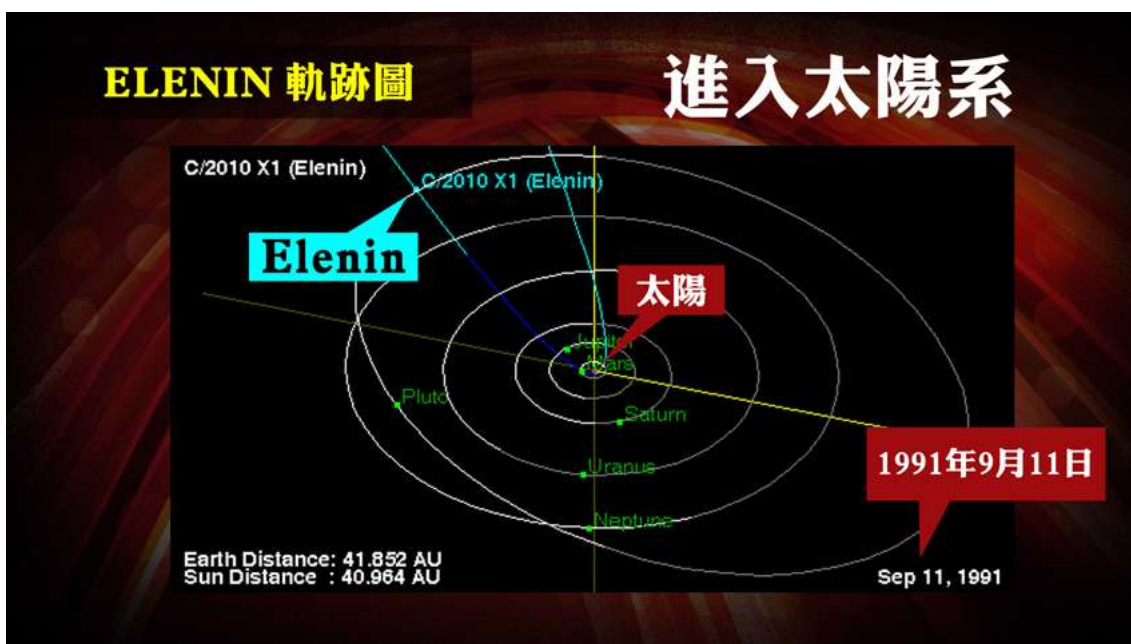 ELENIN 軌跡圖
進入太陽系
C/2010 X1 (Elenin)
C/2010 X1 (Elenin)
Elenin
太陽
Jupiter
Mars
Pluto
Saturn
1991年9月11日
Uranus
Neptune
Earth Distance: 41.852 AU
Sun Distance : 40.964 AU
Sep 11, 1991